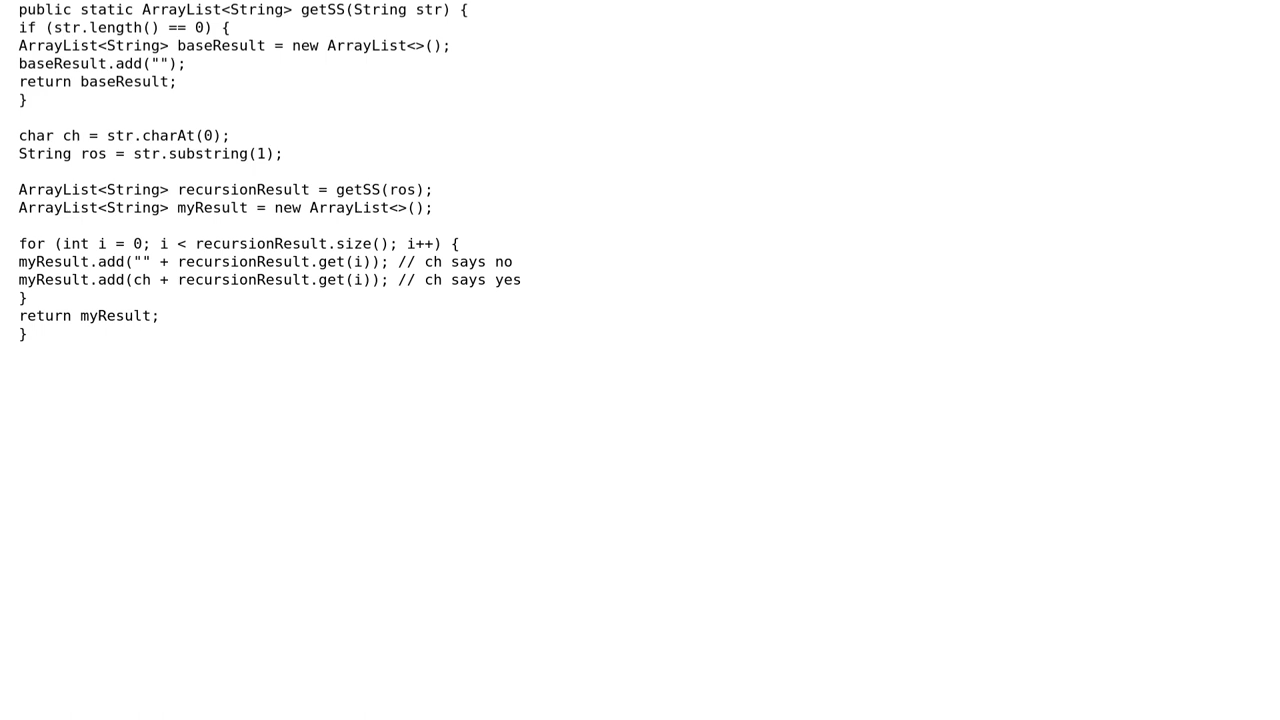 public static ArrayList<String> getSS(String str) {
if (str.length() == 0) {
ArrayList<String> baseResult = new ArrayList<>();
baseResult.add("");
return baseResult;
}

char ch = str.charAt(0);
String ros = str.substring(1);

ArrayList<String> recursionResult = getSS(ros);
ArrayList<String> myResult = new ArrayList<>();

for (int i = 0; i < recursionResult.size(); i++) {
myResult.add("" + recursionResult.get(i)); // ch says no
myResult.add(ch + recursionResult.get(i)); // ch says yes
}
return myResult;
}